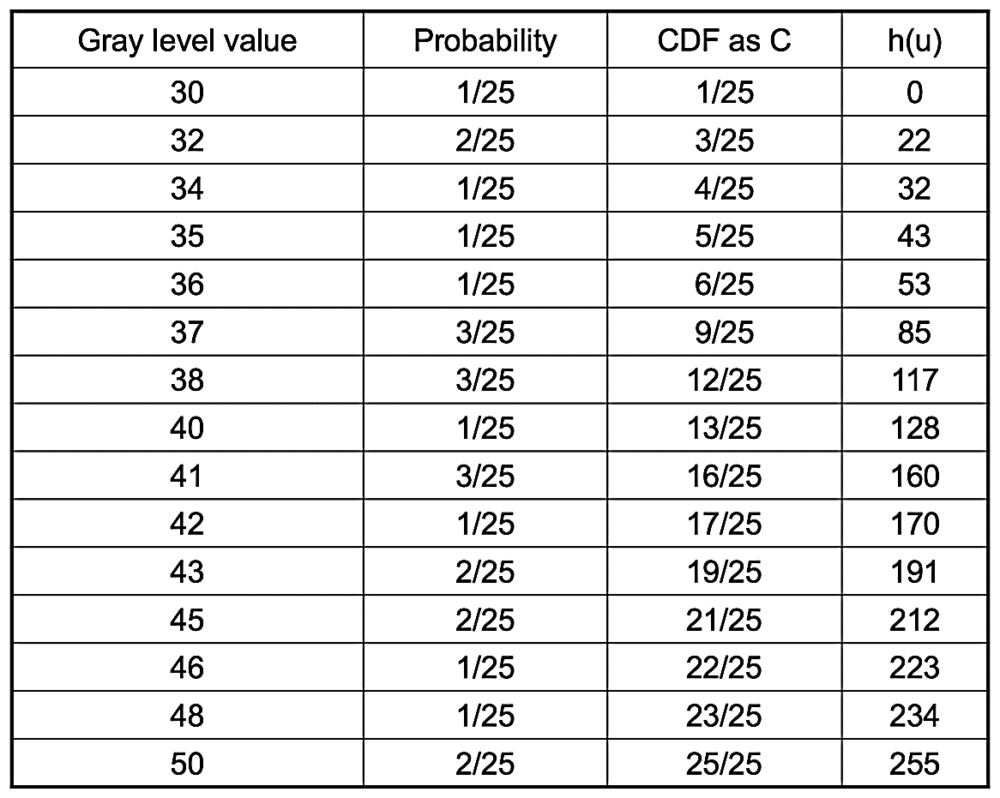 Gray level value Probability CDF as C h(u)
30 1/25 1/25 0
32 2/25 3/25 22
34 1/25 4/25 32
35 1/25 5/25 43
36 1/25 6/25 53
37 3/25 9/25 85
38 3/25 12/25 117
40 1/25 13/25 128
41 3/25 16/25 160
42 1/25 17/25 170
43 2/25 19/25 191
45 2/25 21/25 212
46 1/25 22/25 223
48 1/25 23/25 234
50 2/25 25/25 255